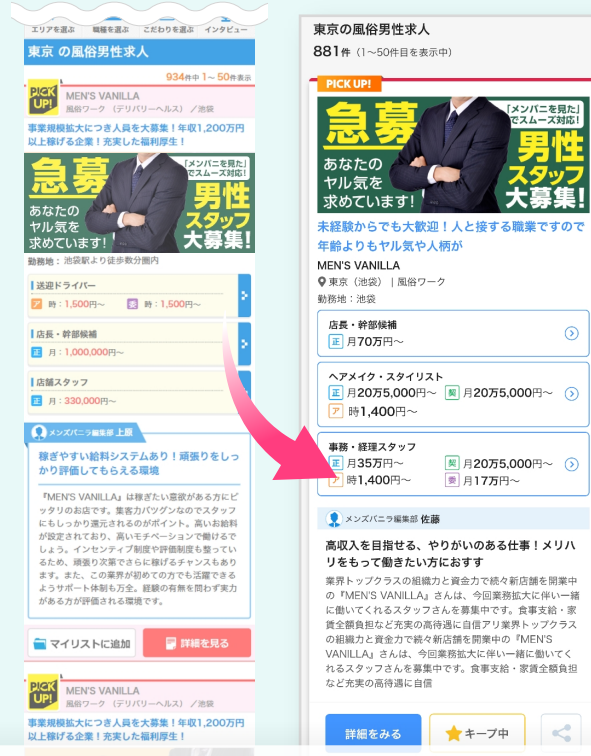 エリアを選ぶ 職種を選ぶ こだわりを選ぶ インタビュー
東京 の風俗男性求人
934件中 1～50件表示
PICK UP!
MEN'S VANILLA
風俗ワーク （デリバリーヘルス） ／池袋
事業規模拡大につき人員を大募集！年収1,200万円
以上稼げる企業！充実した福利厚生！
急募
「メンバニを見た」
でスムーズ対応!
あなたの
ヤル気を
求めています!
男性
スタッフ
大募集!
勤務地： 池袋駅より徒歩数分圏内
送迎ドライバー
ア 時：1,500円～ 委 時：1,500円～
店長・幹部候補
正 月：1,000,000円～
店舗スタッフ
正 月：330,000円～
メンズバニラ編集部 上原
稼ぎやすい給料システムあり！頑張りをしっ
かり評価してもらえる環境
『MEN'S VANILLA』は稼ぎたい意欲がある方にピ
ッタリのお店です。集客力バツグンなのでスタッフ
にもしっかり還元されるのがポイント。高いお給料
が設定されており、高いモチベーションで働けるで
しょう。インセンティブ制度や評価制度も整ってい
るため、頑張り次第でさらに稼げるチャンスもあり
ます。また、この業界が初めての方でも活躍できる
ようサポート体制も万全。経験の有無を問わず実力
がある方が評価される環境です。
マイリストに追加 詳細を見る
PICK UP!
MEN'S VANILLA
風俗ワーク （デリバリーヘルス） ／池袋
事業規模拡大につき人員を大募集！年収1,200万円
以上稼げる企業！充実した福利厚生！
東京の風俗男性求人
881件（1～50件目を表示中）
PICK UP!
急募
「メンバニを見た」
でスムーズ対応!
あなたの
ヤル気を
求めています!
男性
スタッフ
大募集!
未経験からでも大歓迎！人と接する職業ですので
年齢よりもヤル気や人柄が
MEN'S VANILLA
東京（池袋）｜風俗ワーク
勤務地：池袋
店長・幹部候補
正 月70万円～
ヘアメイク・スタイリスト
正 月20万5,000円～ 契 月20万5,000円～
ア 時1,400円～
事務・経理スタッフ
正 月35万円～ 契 月20万5,000円～
ア 時1,400円～ 委 月17万円～
メンズバニラ編集部 佐藤
高収入を目指せる、やりがいのある仕事！メリハ
リをもって働きたい方におすす
業界トップクラスの組織力と資金力で続々新店舗を開業中
の『MEN'S VANILLA』さんは、今回業務拡大に伴い一緒
に働いてくれるスタッフさんを募集中です。食事支給・家
賃全額負担など充実の高待遇に自信アリ業界トップクラス
の組織力と資金力で続々新店舗を開業中の『MEN'S
VANILLA』さんは、今回業務拡大に伴い一緒に働いてく
れるスタッフさんを募集中です。食事支給・家賃全額負担
など充実の高待遇に自信
詳細をみる キープ中